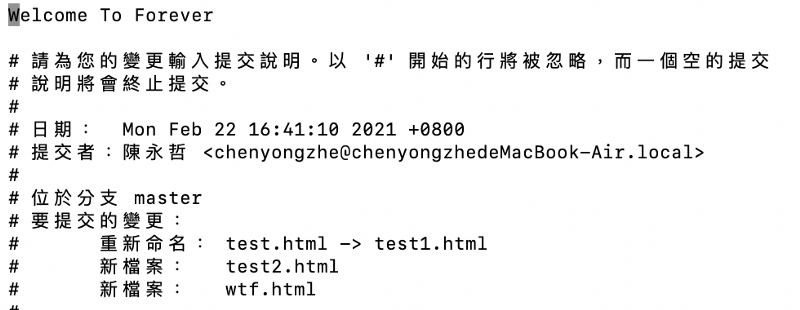 Welcome To Forever
# 請為您的變更輸入提交說明。以 '#' 開始的行將被忽略，而一個空的提交
# 說明將會終止提交。
#
# 日期：  Mon Feb 22 16:41:10 2021 +0800
# 提交者：陳永哲 <chenyongzhe@chenyongzhedeMacBook-Air.local>
#
# 位於分支 master
# 要提交的變更：
#       重新命名： test.html -> test1.html
#       新檔案：   test2.html
#       新檔案：   wtf.html
#